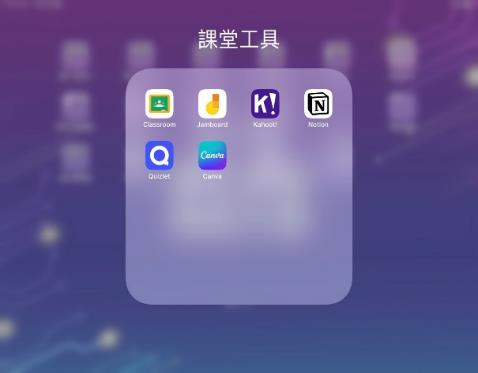 課堂工具
Classroom
Jamboard
Kahoot!
Notion
Quizlet
Canva